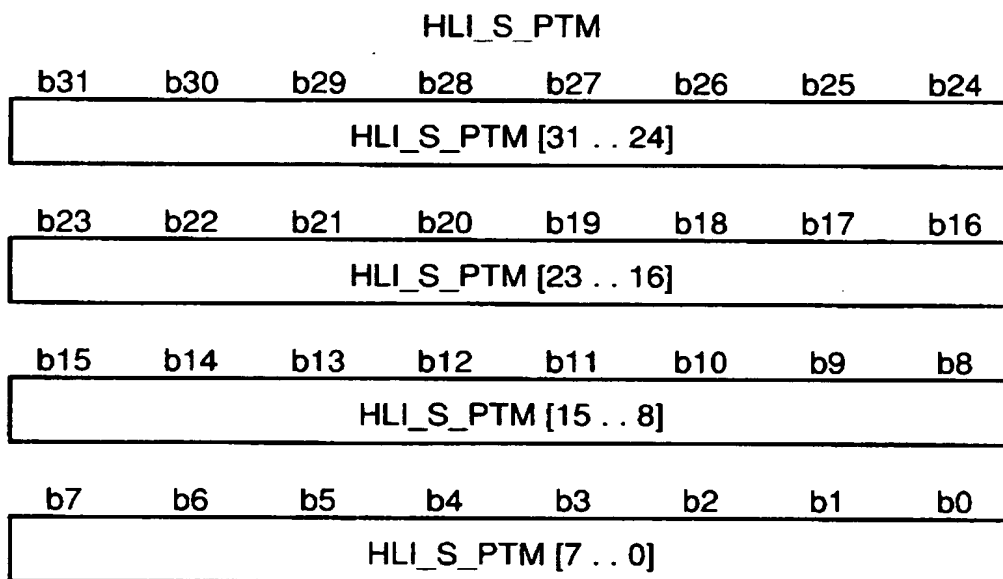 HLI_S_PTM
b31 b30 b29 b28 b27 b26 b25 b24
HLI_S_PTM [31 . . 24]
b23 b22 b21 b20 b19 b18 b17 b16
HLI_S_PTM [23 . . 16]
b15 b14 b13 b12 b11 b10 b9 b8
HLI_S_PTM [15 . . 8]
b7 b6 b5 b4 b3 b2 b1 b0
HLI_S_PTM [7 . . 0]